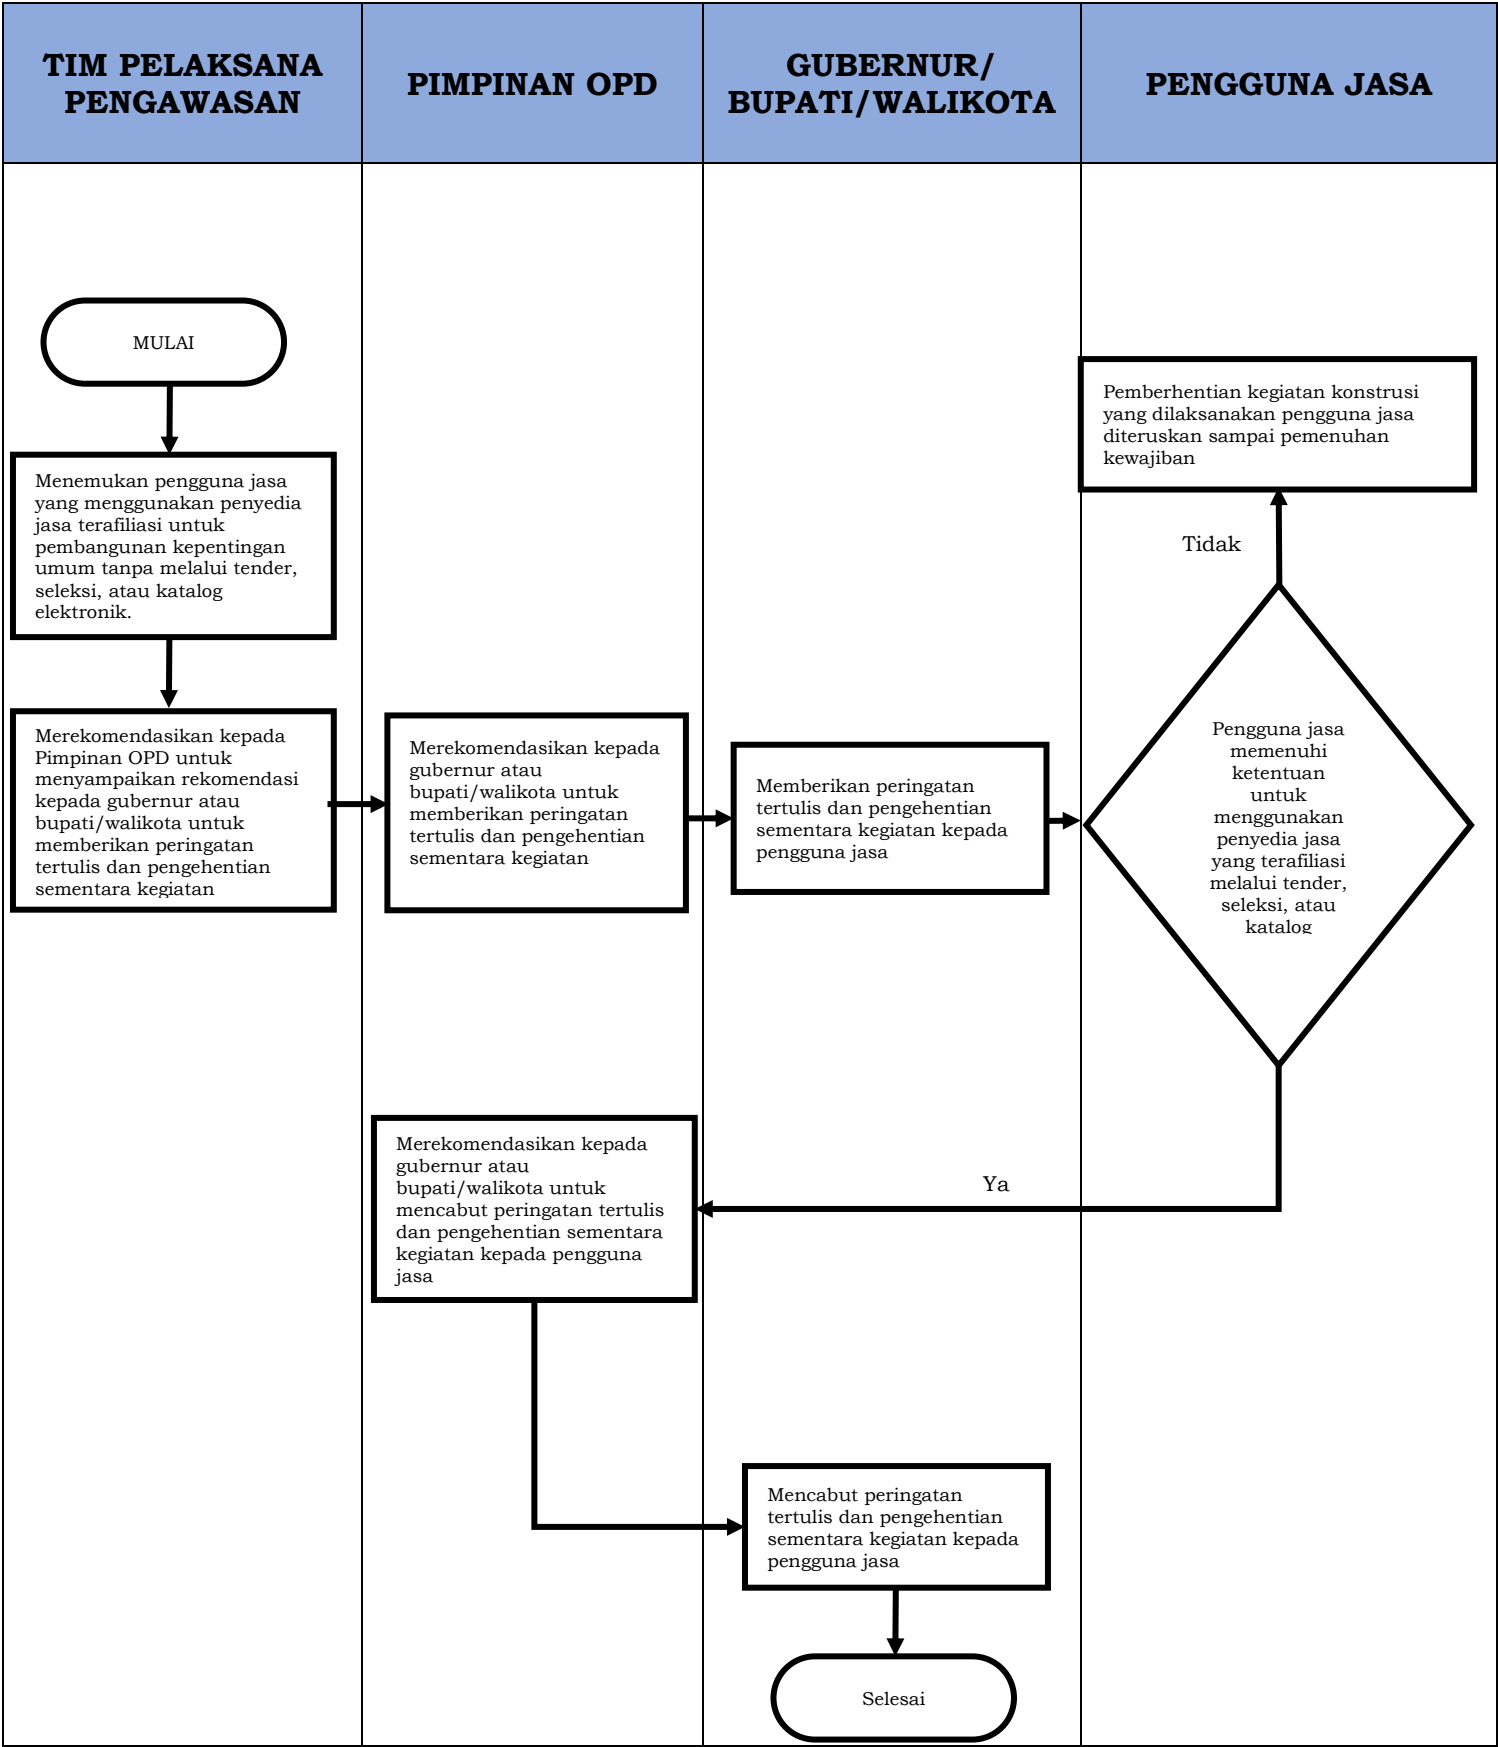 TIM PELAKSANA
PENGAWASAN
PIMPINAN OPD
GUBERNUR/
BUPATI/WALIKOTA
PENGGUNA JASA
MULAI
Menemukan pengguna jasa
yang menggunakan penyedia
jasa terafiliasi untuk
pembangunan kepentingan
umum tanpa melalui tender,
seleksi, atau katalog
elektronik.
Merekomendasikan kepada
Pimpinan OPD untuk
menyampaikan rekomendasi
kepada gubernur atau
bupati/walikota untuk
memberikan peringatan
tertulis dan pengehentian
sementara kegiatan
Merekomendasikan kepada
gubernur atau
bupati/walikota untuk
memberikan peringatan
tertulis dan pengehentian
sementara kegiatan
Memberikan peringatan
tertulis dan pengehentian
sementara kegiatan kepada
pengguna jasa
Pengguna jasa
memenuhi
ketentuan
untuk
menggunakan
penyedia jasa
yang terafiliasi
melalui tender,
seleksi, atau
katalog
Tidak
Pemberhentian kegiatan konstrusi
yang dilaksanakan pengguna jasa
diteruskan sampai pemenuhan
kewajiban
Ya
Merekomendasikan kepada
gubernur atau
bupati/walikota untuk
mencabut peringatan tertulis
dan pengehentian sementara
kegiatan kepada pengguna
jasa
Mencabut peringatan
tertulis dan pengehentian
sementara kegiatan kepada
pengguna jasa
Selesai